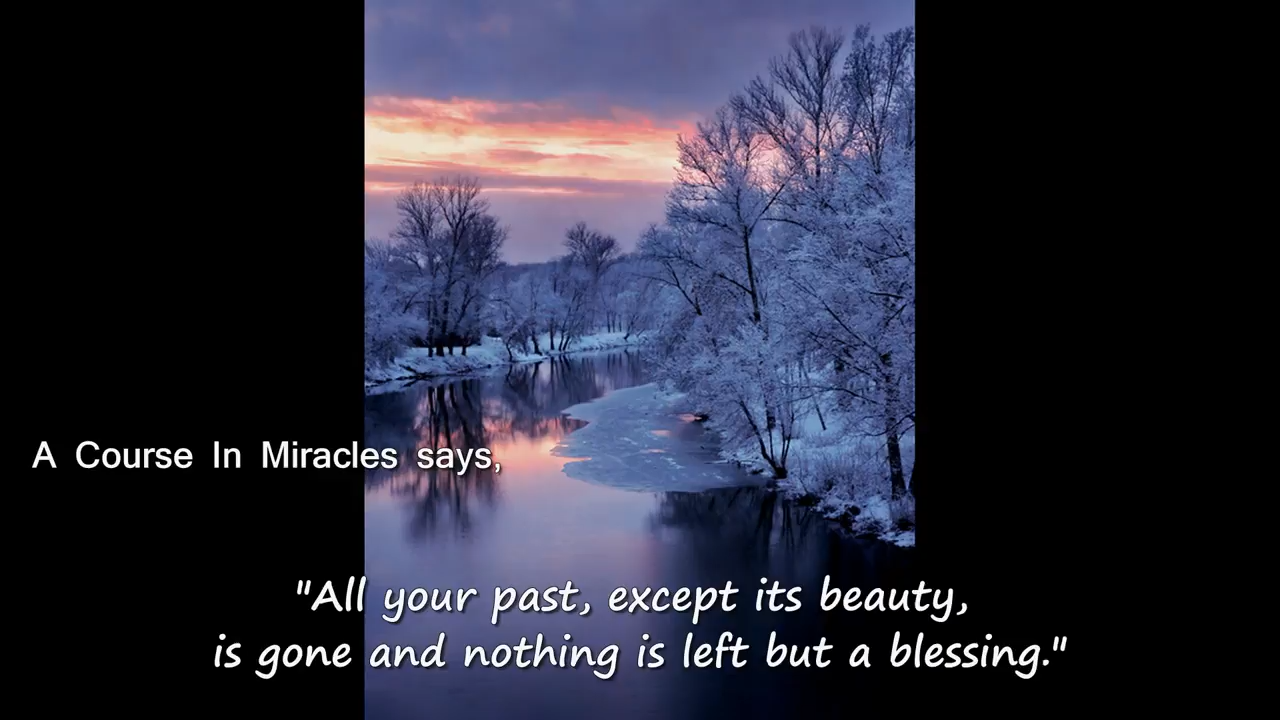 A Course In Miracles says,
"All your past, except its beauty,
is gone and nothing is left but a blessing."